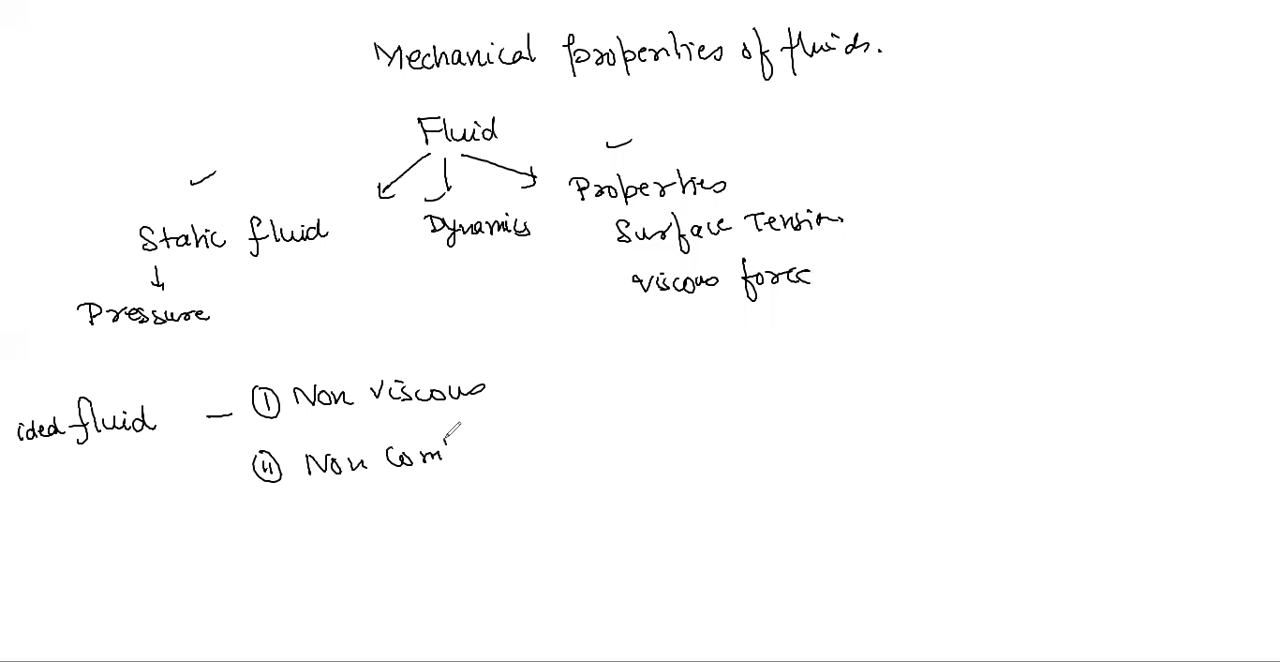 Mechanical properties of fluids.
Fluid
Static fluid
Dynamics
Properties
Surface Tension
Viscous force
Pressure
ideal fluid – ① Non viscous
ⓘⓘ Non Com